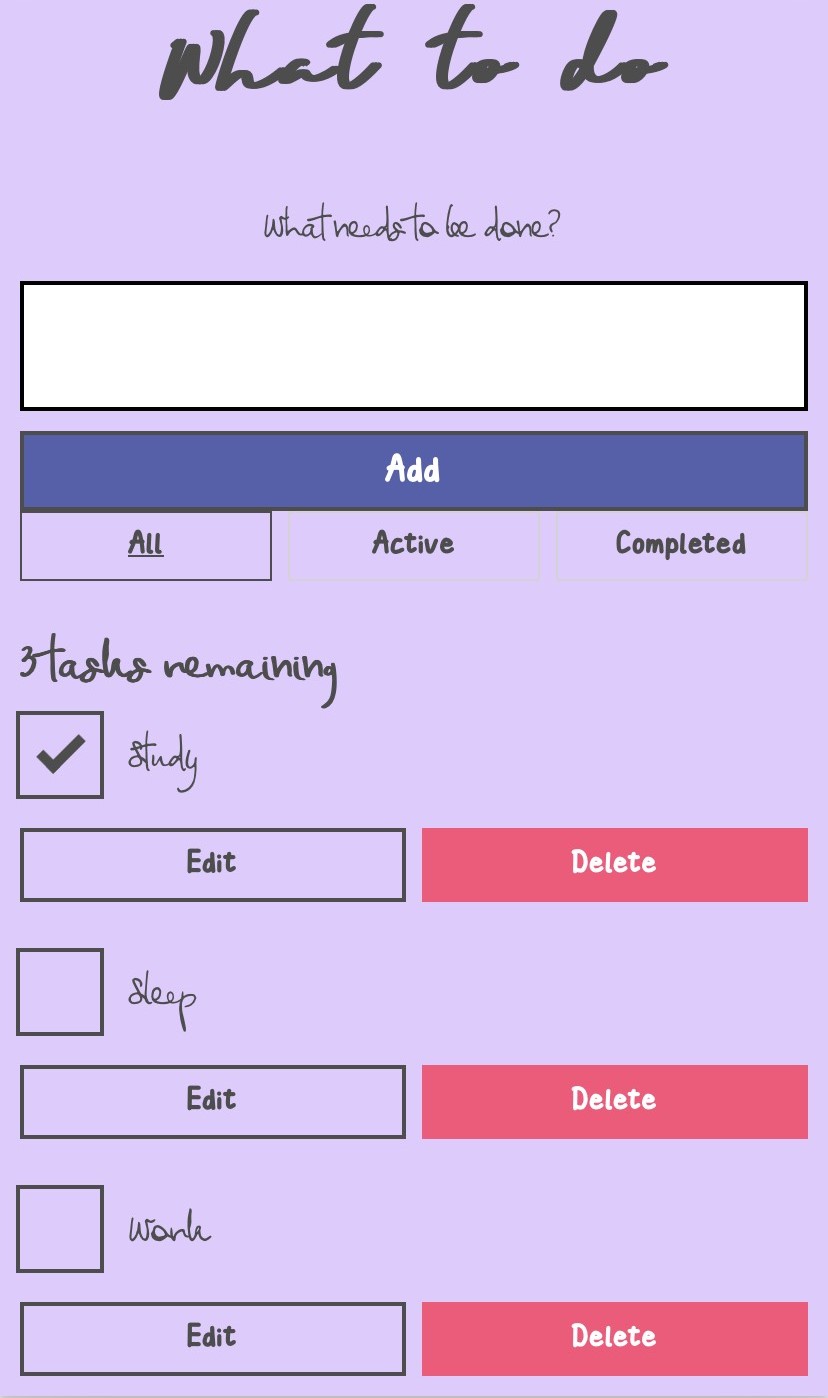 What to do
What needs to be done?
Add
All Active Completed
3 tasks remaining
Study
Edit Delete
Sleep
Edit Delete
Work
Edit Delete